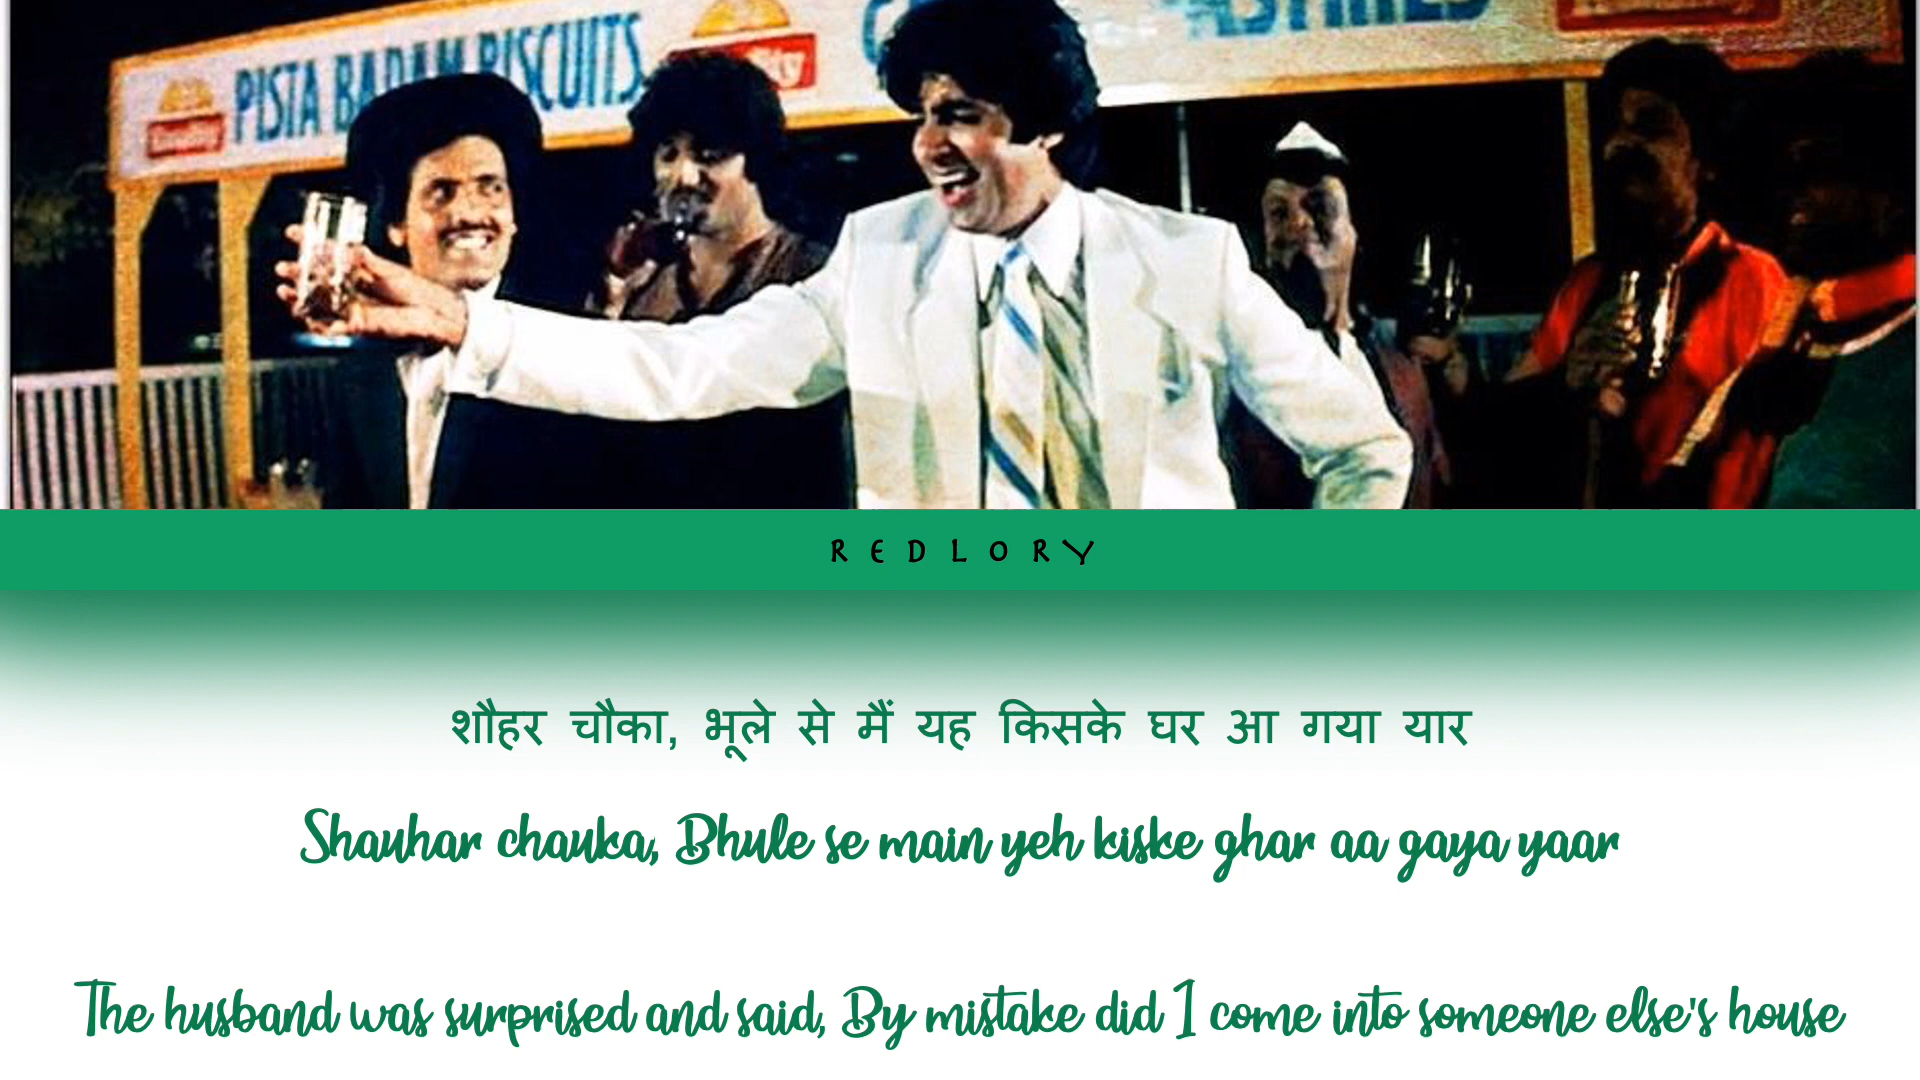 PISTA BADAM BISCUITS
REDLORY
शौहर चौका, भूले से मैं यह किसके घर आ गया यार
Shauhar chauka, Bhule se main yeh kiske ghar aa gaya yaar
The husband was surprised and said, By mistake did I come into someone else's house